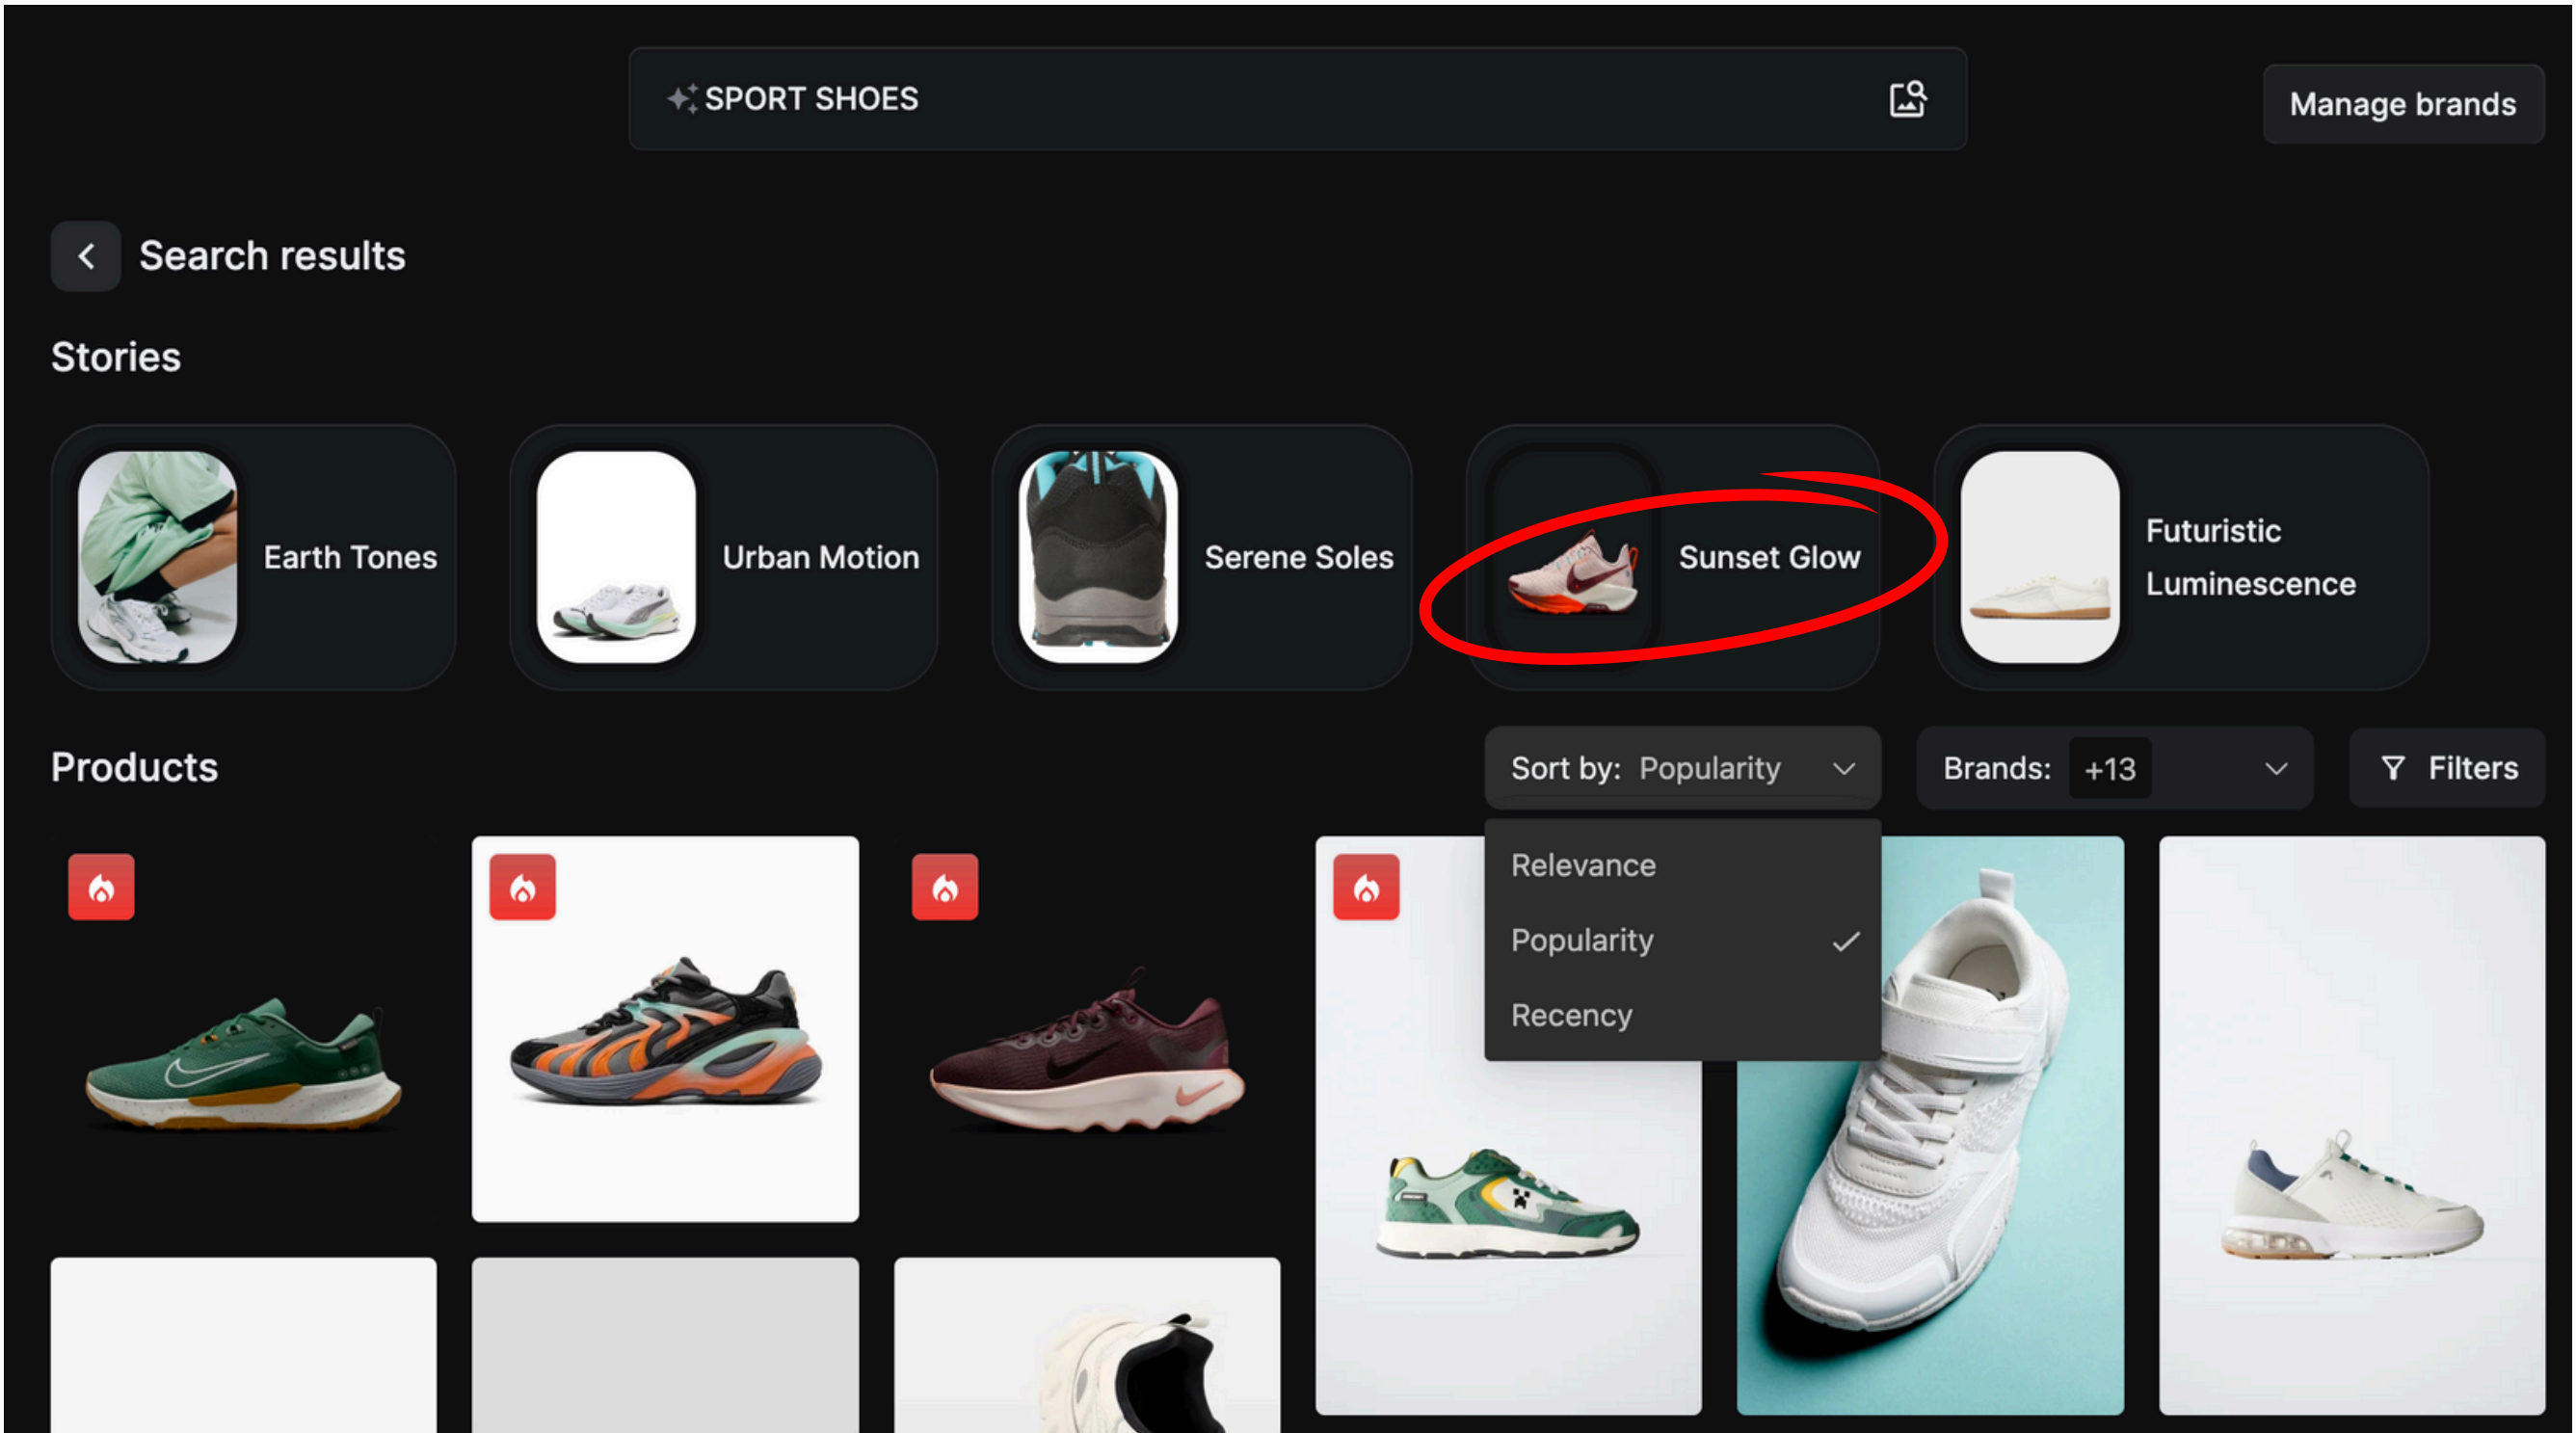 SPORT SHOES
Manage brands
Search results
Stories
Earth Tones
Urban Motion
Serene Soles
Sunset Glow
Futuristic
Luminescence
Products
Sort by: Popularity
Brands: +13
Filters
Relevance
Popularity
Recency